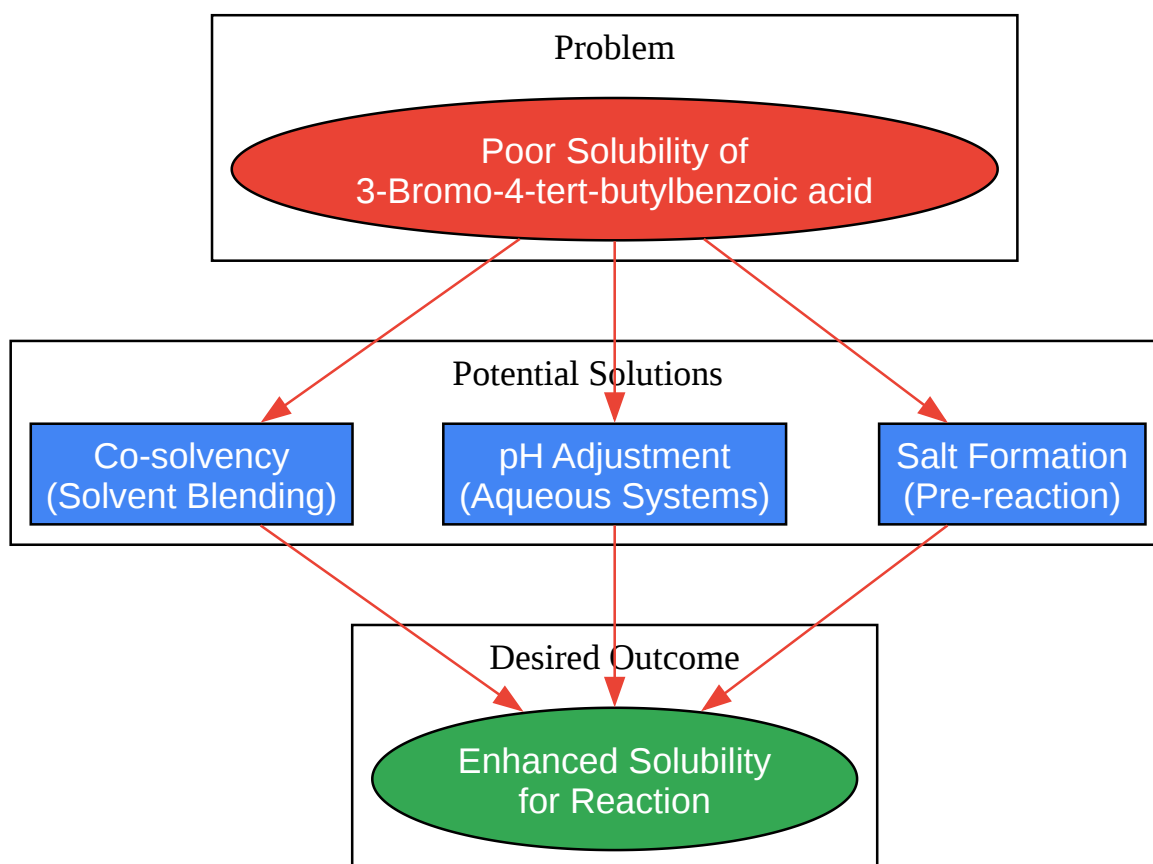 Problem
Poor Solubility of
3-Bromo-4-tert-butylbenzoic acid
Potential Solutions
Co-solvency
(Solvent Blending)
pH Adjustment
(Aqueous Systems)
Salt Formation
(Pre-reaction)
Desired Outcome
Enhanced Solubility
for Reaction